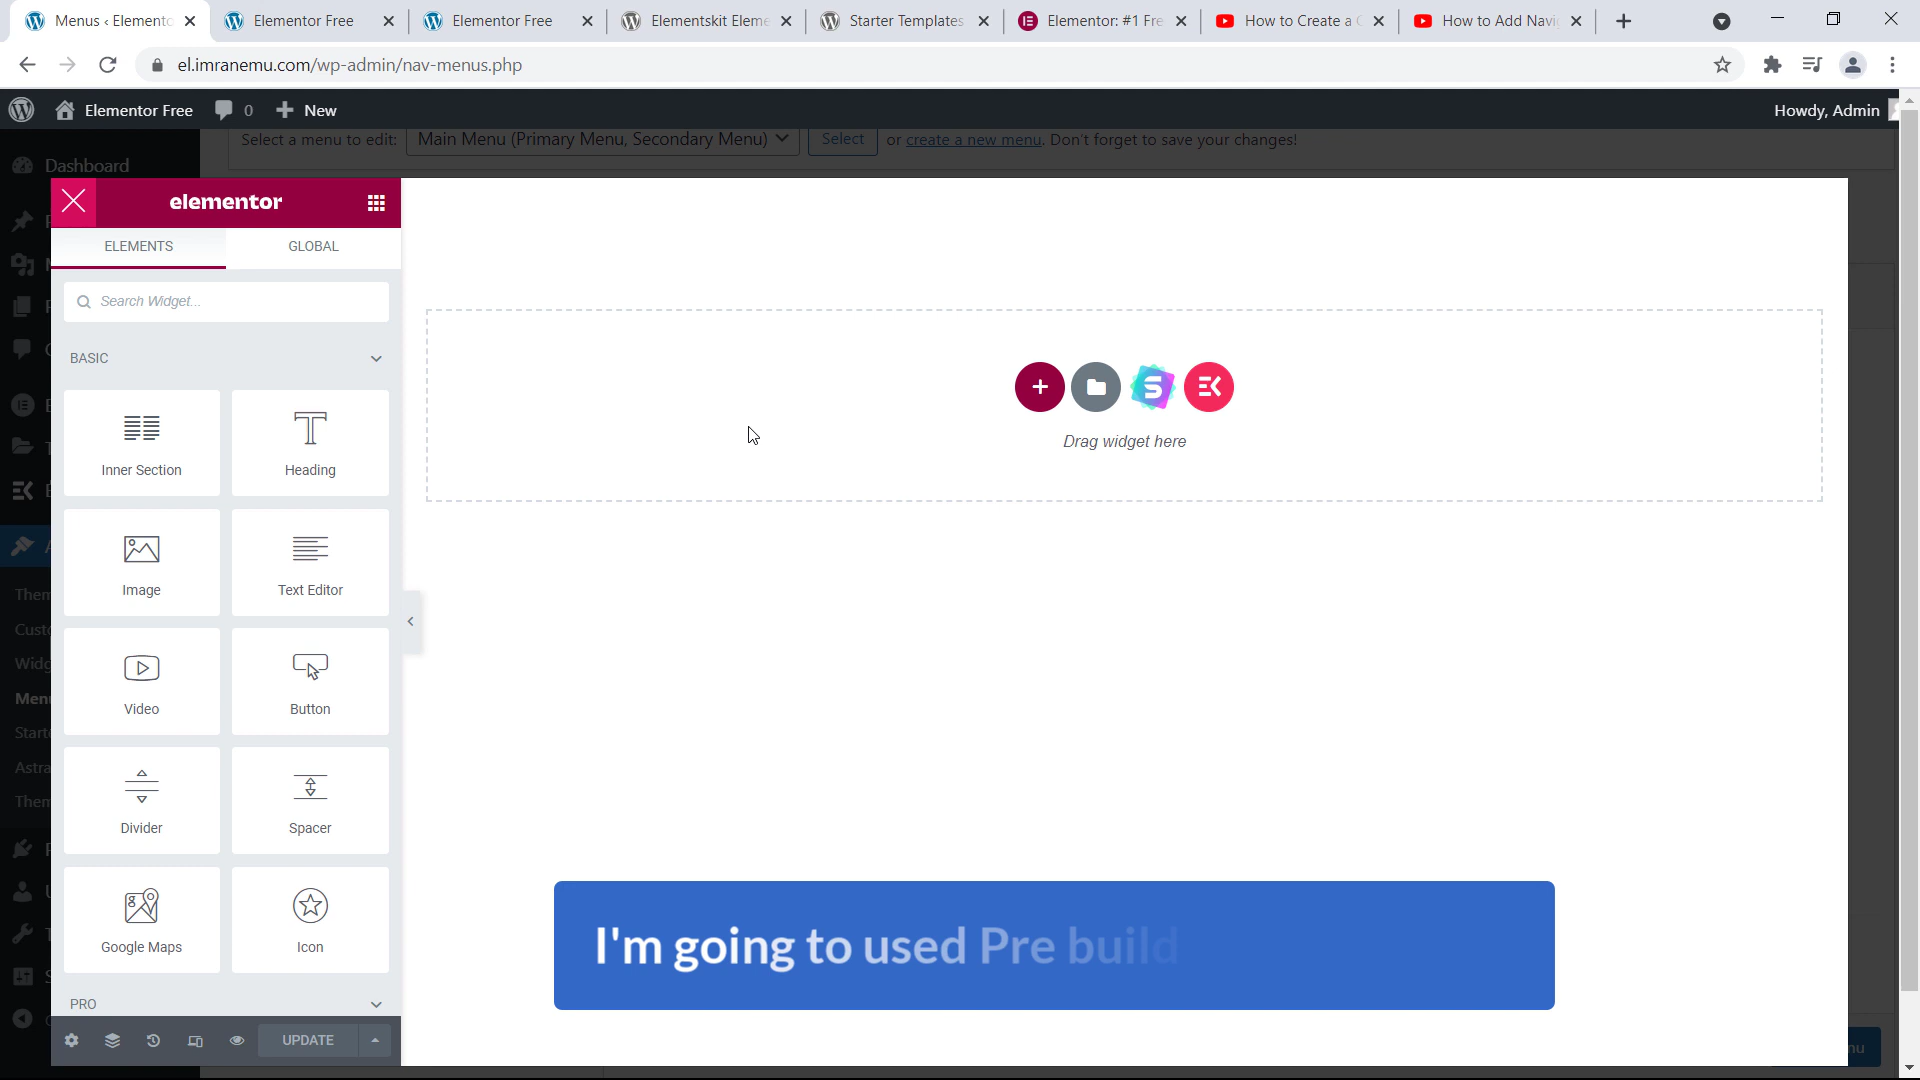 Menus ‹ Elemento
Elementor Free
Elementor Free
Elementskit Eleme
Starter Templates
Elementor: #1 Fre
How to Create a C
How to Add Navi
el.imranemu.com/wp-admin/nav-menus.php
Elementor Free
0
New
Howdy, Admin
Select a menu to edit:
Main Menu (Primary Menu, Secondary Menu)
Select
or create a new menu. Don't forget to save your changes!
Dashboard
elementor
ELEMENTS
GLOBAL
Search Widget...
BASIC
Inner Section
Heading
Drag widget here
Image
Text Editor
Them
Custo
Video
Button
Widg
Menu
Start
Astra
Them
Divider
Spacer
Google Maps
Icon
I'm going to used Pre build
PRO
UPDATE
nu